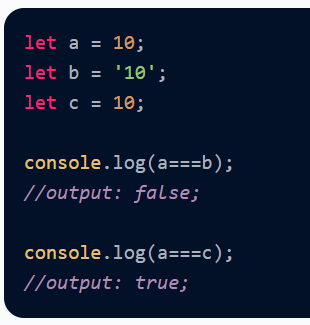 let a = 10;
let b = '10';
let c = 10;
console.log(a===b);
//output: false;
console.log(a===c);
//output: true;